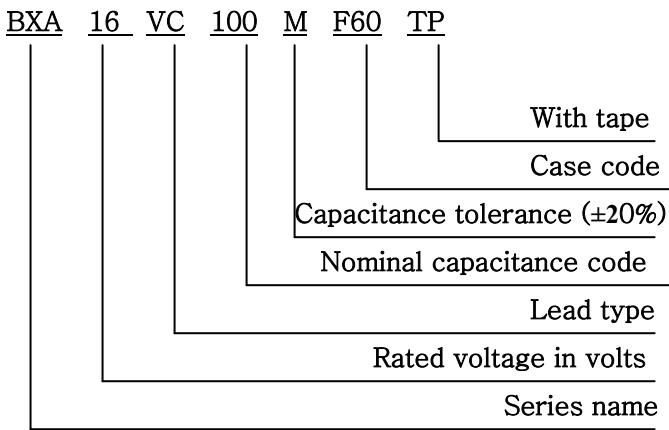 BXA 16 VC 100 M F60 TP
With tape
Case code
Capacitance tolerance (±20%)
Nominal capacitance code
Lead type
Rated voltage in volts
Series name